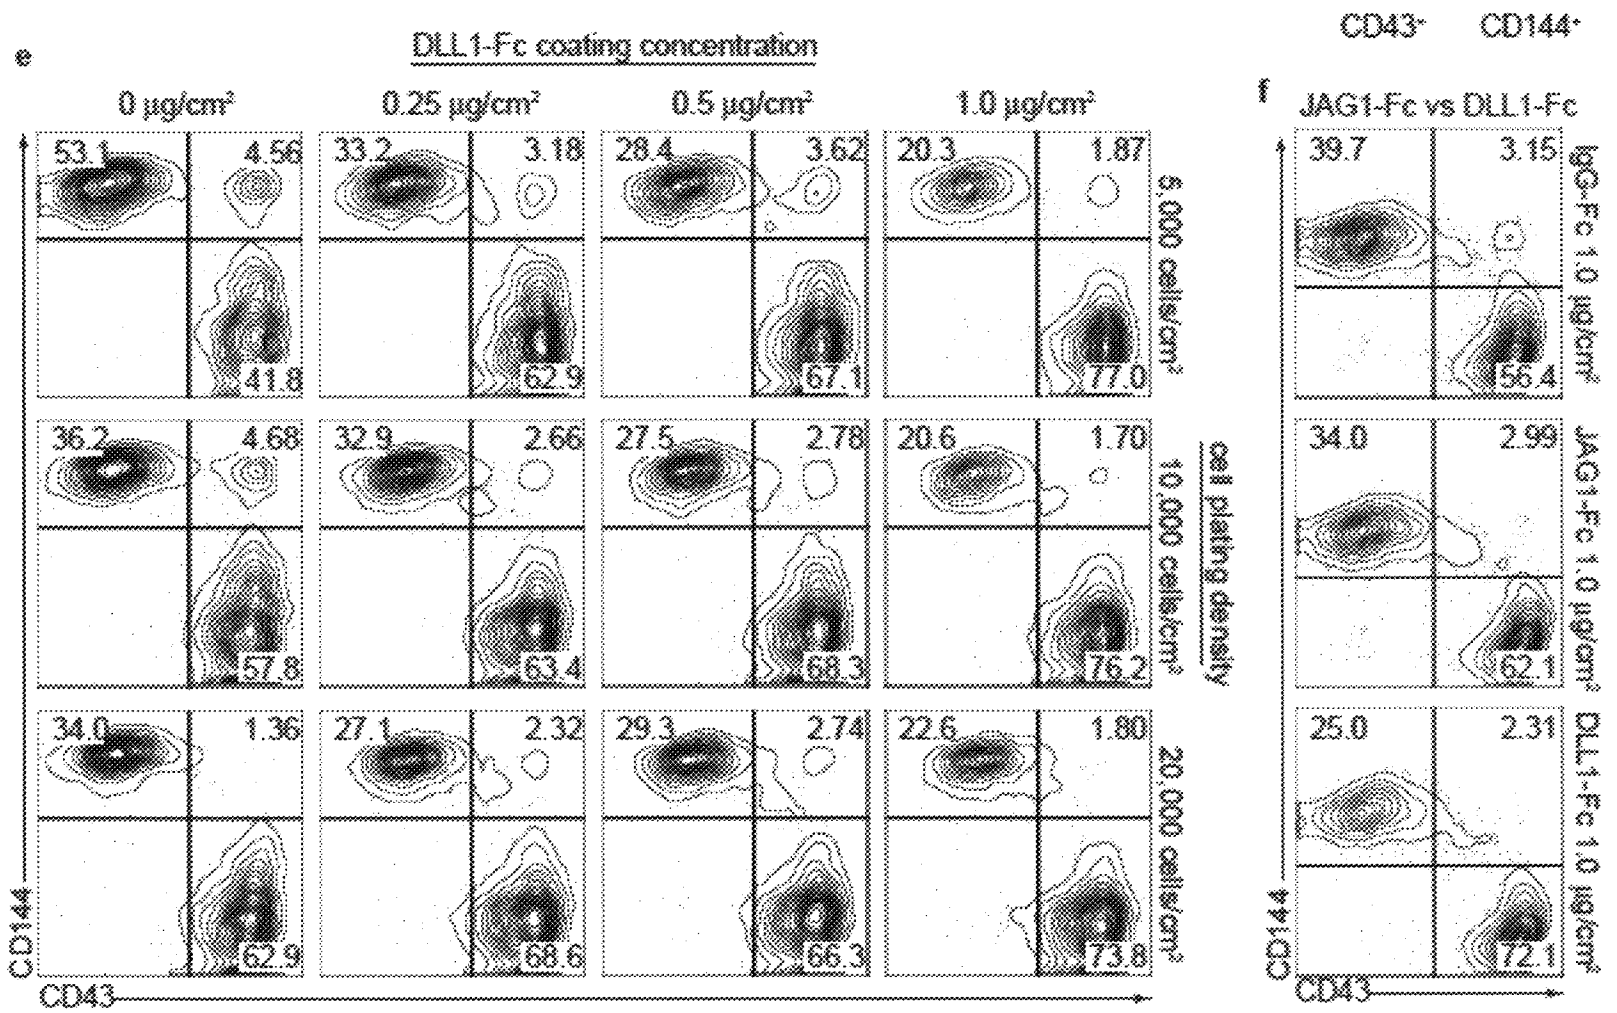 CD43- CD144+
e
DLL1-Fc coating concentration
0 µg/cm² 0.25 µg/cm² 0.5 µg/cm² 1.0 µg/cm²
53.1 4.56 33.2 3.18 28.4 3.62 20.3 1.87
41.8 62.9 67.1 77.0
5,000 cells/cm²
36.2 4.68 32.9 2.66 27.5 2.78 20.6 1.70
57.8 63.4 68.3 76.2
10,000 cells/cm²
cell plating density
34.0 1.36 27.1 2.32 29.3 2.74 22.6 1.80
62.9 68.6 66.3 73.8
20,000 cells/cm²
CD144
CD43
f
JAG1-Fc vs DLL1-Fc
39.7 3.15
56.4
IgG-Fc 1.0 µg/cm²
34.0 2.99
62.1
JAG1-Fc 1.0 µg/cm²
25.0 2.31
72.1
DLL1-Fc 1.0 µg/cm²
CD144
CD43